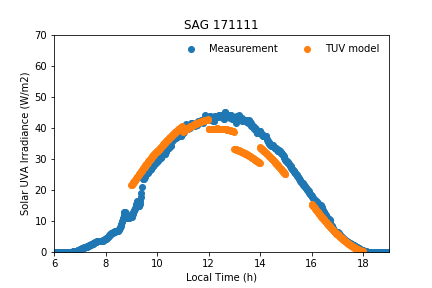 SAG 171111
Measurement TUV model
70
60
50
40
30
20
10
0
Solar UVA Irradiance (W/m2)
6 8 10 12 14 16 18
Local Time (h)